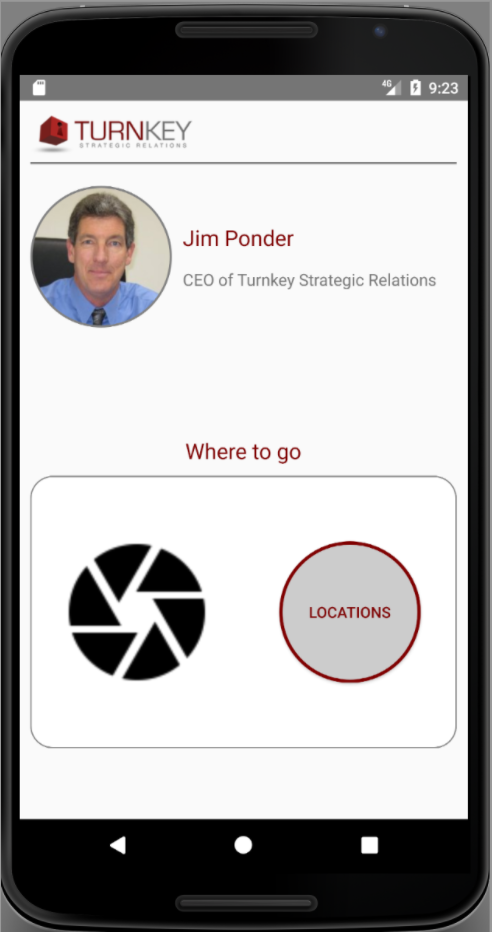 4G 9:23
TURNKEY
STRATEGIC RELATIONS
Jim Ponder
CEO of Turnkey Strategic Relations
Where to go
LOCATIONS